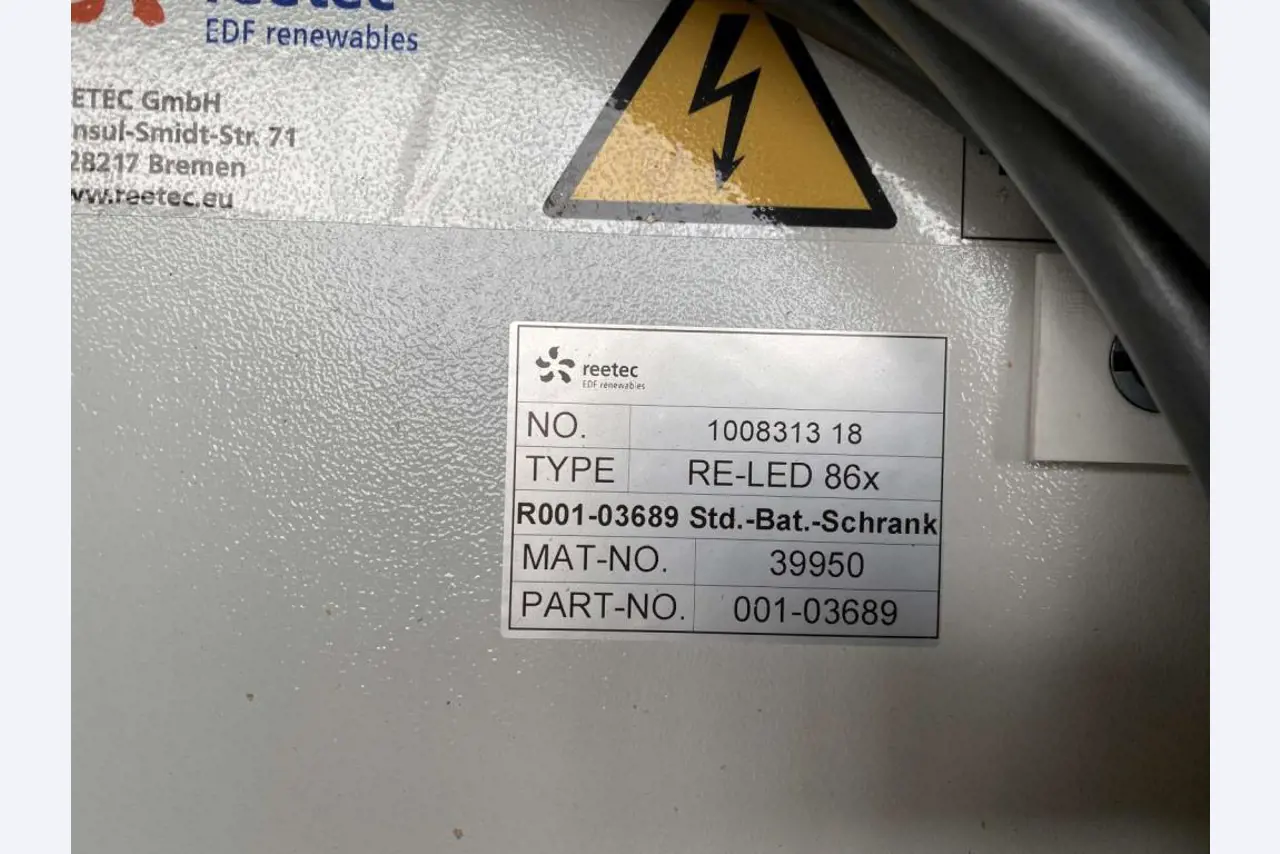 EDF renewables
ETEC GmbH
nsul-Smidt-Str. 71
28217 Bremen
ww.reetec.eu
reetec
EDF renewables
NO. 1008313 18
TYPE RE-LED 86x
R001-03689 Std.-Bat.-Schrank
MAT-NO. 39950
PART-NO. 001-03689